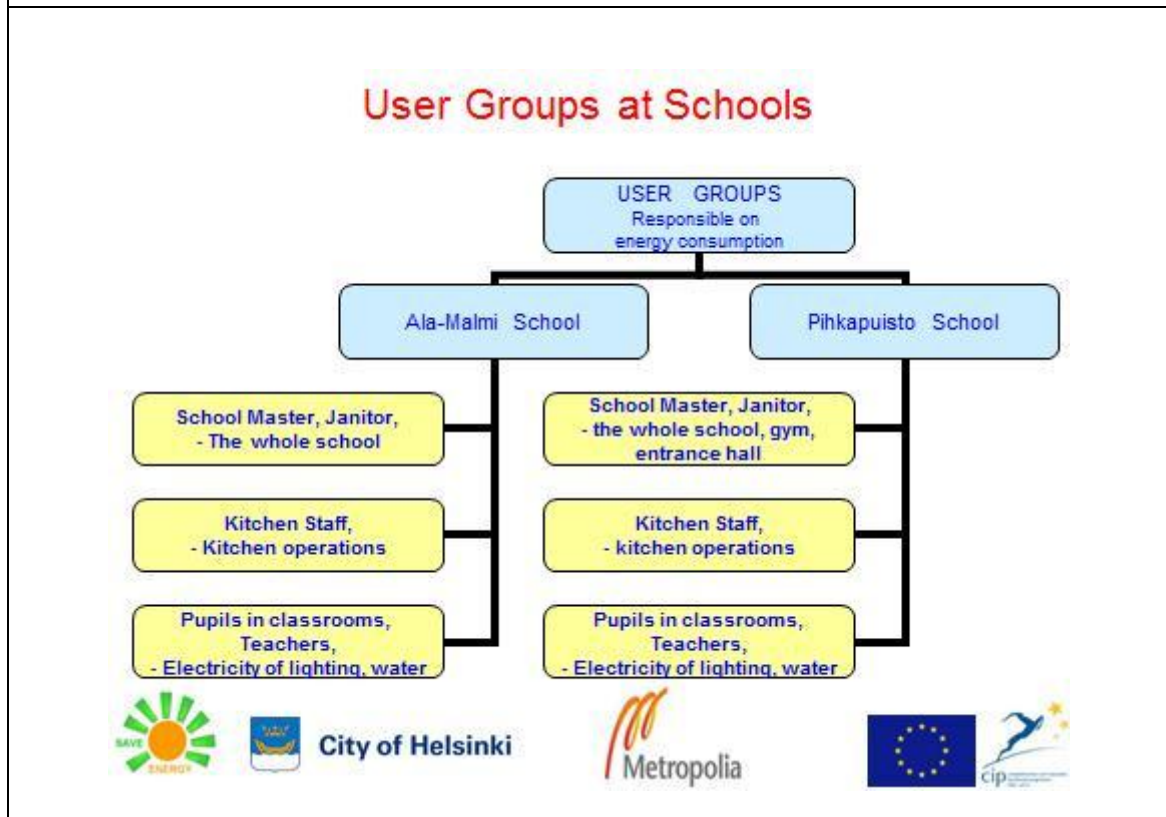 User Groups at Schools
USER GROUPS
Responsible on
energy consumption
Ala-Malmi School
Pihkapuisto School
School Master, Janitor,
- The whole school
Kitchen Staff,
- Kitchen operations
Pupils in classrooms,
Teachers,
- Electricity of lighting, water
School Master, Janitor,
- the whole school, gym,
entrance hall
Kitchen Staff,
- kitchen operations
Pupils in classrooms,
Teachers,
- Electricity of lighting, water
SAVE
ENERGY
City of Helsinki
Metropolia
cip